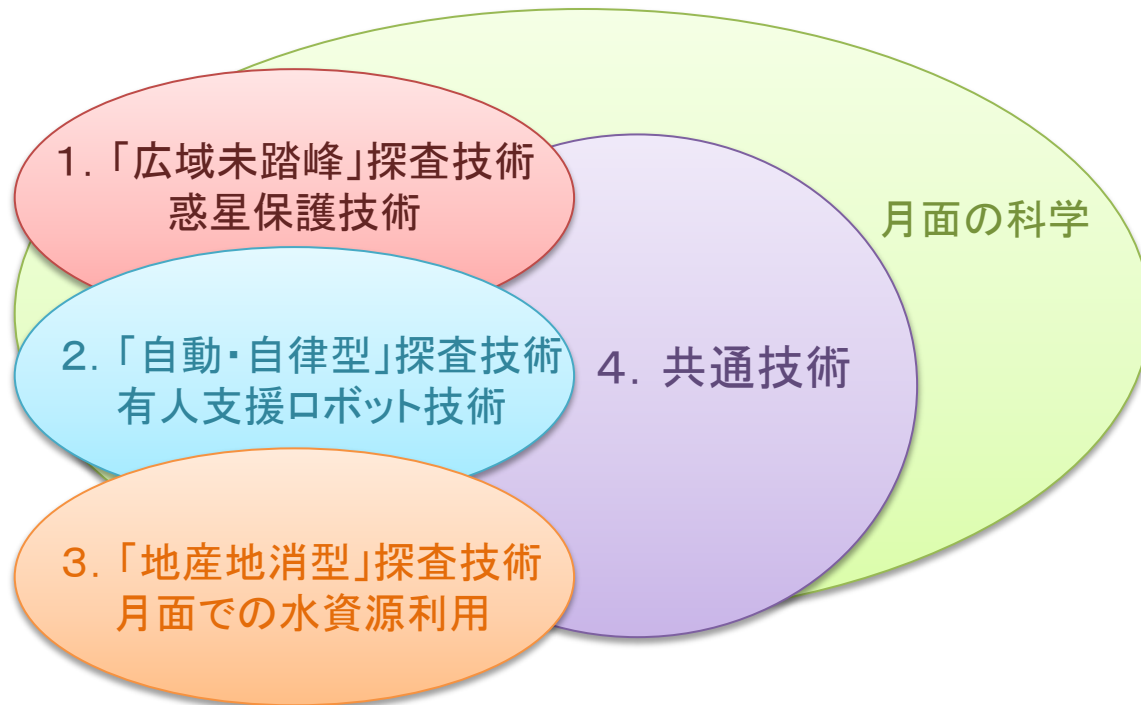 １．「広域未踏峰」探査技術
惑星保護技術
２．「自動・自律型」探査技術
有人支援ロボット技術
３．「地産地消型」探査技術
月面での水資源利用
４．共通技術
月面の科学